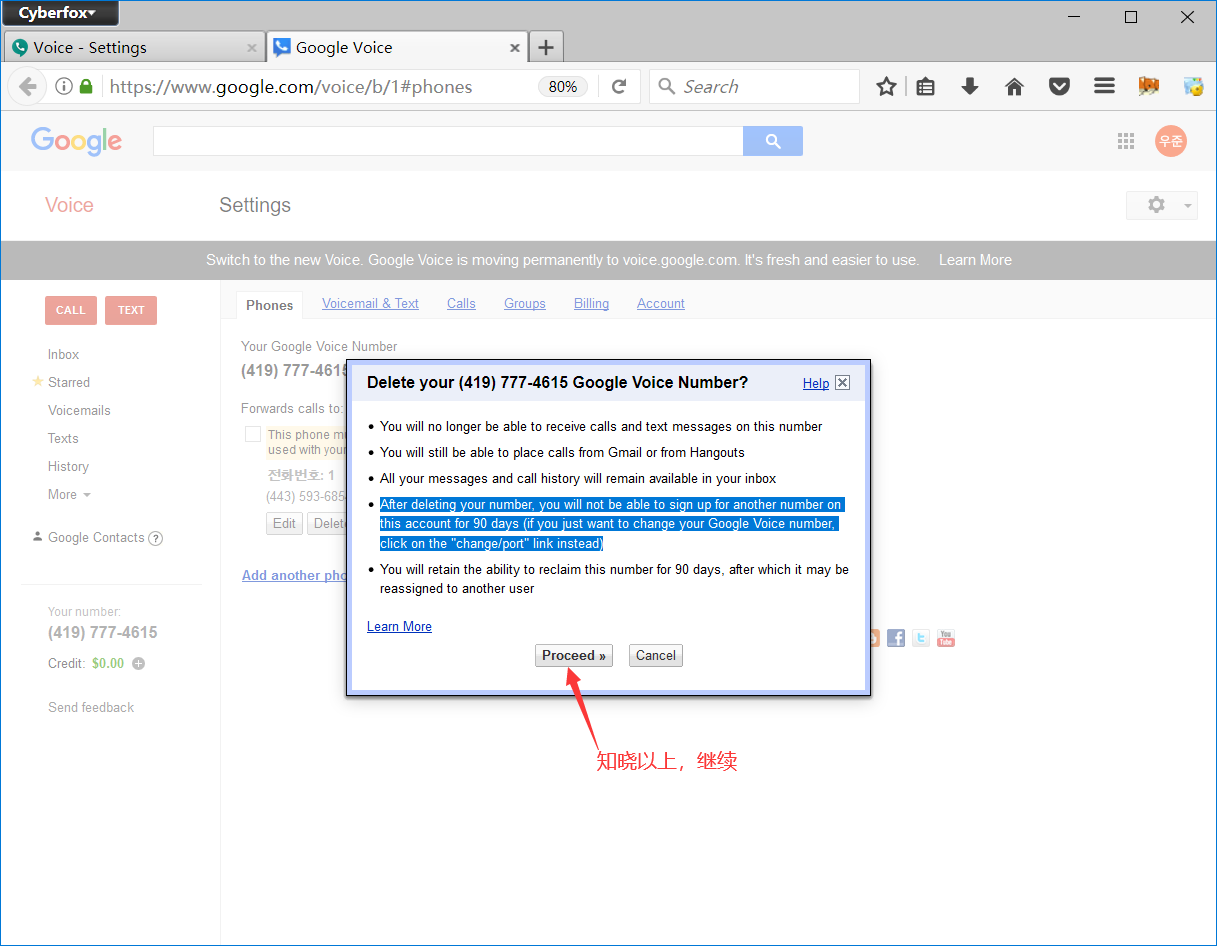 Cyberfox
Voice - Settings
Google Voice
https://www.google.com/voice/b/1#phones
80%
Search
Google
우준
Voice
Settings
Switch to the new Voice. Google Voice is moving permanently to voice.google.com. It's fresh and easier to use. Learn More
CALL
TEXT
Inbox
Starred
Voicemails
Texts
History
More
Google Contacts ?
Your number:
(419) 777-4615
Credit: $0.00
Send feedback
Phones
Voicemail & Text
Calls
Groups
Billing
Account
Your Google Voice Number
(419) 777-4615
Forwards calls to:
This phone
used with your
전화번호: 1
(443) 593-685
Edit
Delete
Add another
Delete your (419) 777-4615 Google Voice Number?
Help
• You will no longer be able to receive calls and text messages on this number
• You will still be able to place calls from Gmail or from Hangouts
• All your messages and call history will remain available in your inbox
• After deleting your number, you will not be able to sign up for another number on
this account for 90 days (if you just want to change your Google Voice number,
click on the "change/port" link instead)
• You will retain the ability to reclaim this number for 90 days, after which it may be
reassigned to another user
Learn More
Proceed »
Cancel
You
Tube
知晓以上，继续